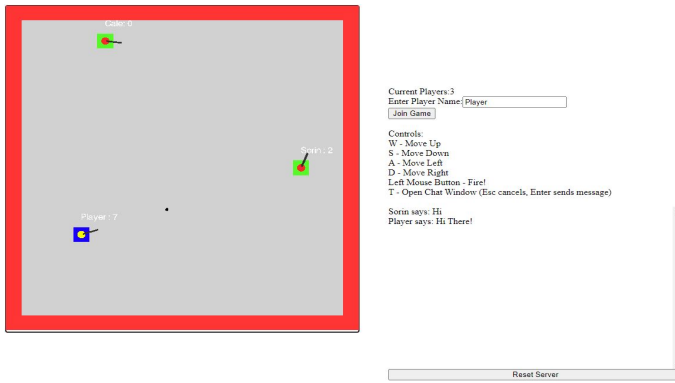 Gale: 0
Sorin : 2
Player : 7
Current Players:3
Enter Player Name: Player
Join Game
Controls:
W - Move Up
S - Move Down
A - Move Left
D - Move Right
Left Mouse Button - Fire!
T - Open Chat Window (Esc cancels, Enter sends message)
Sorin says: Hi
Player says: Hi There!
Reset Server